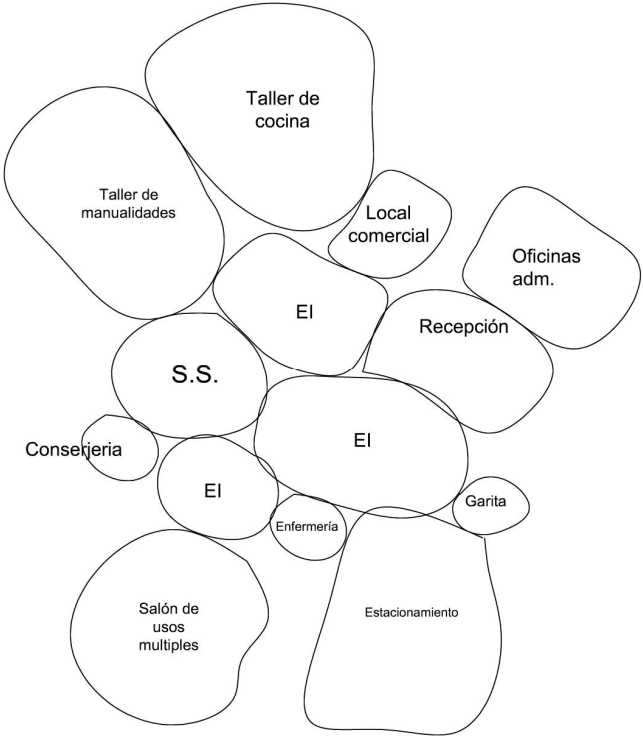 Taller de
cocina
Taller de
manualidades
Local
comercial
Oficinas
adm.
EI
Recepción
S.S.
EI
Conserjeria
EI
Garita
Enfermería
Salón de
usos
multiples
Estacionamiento